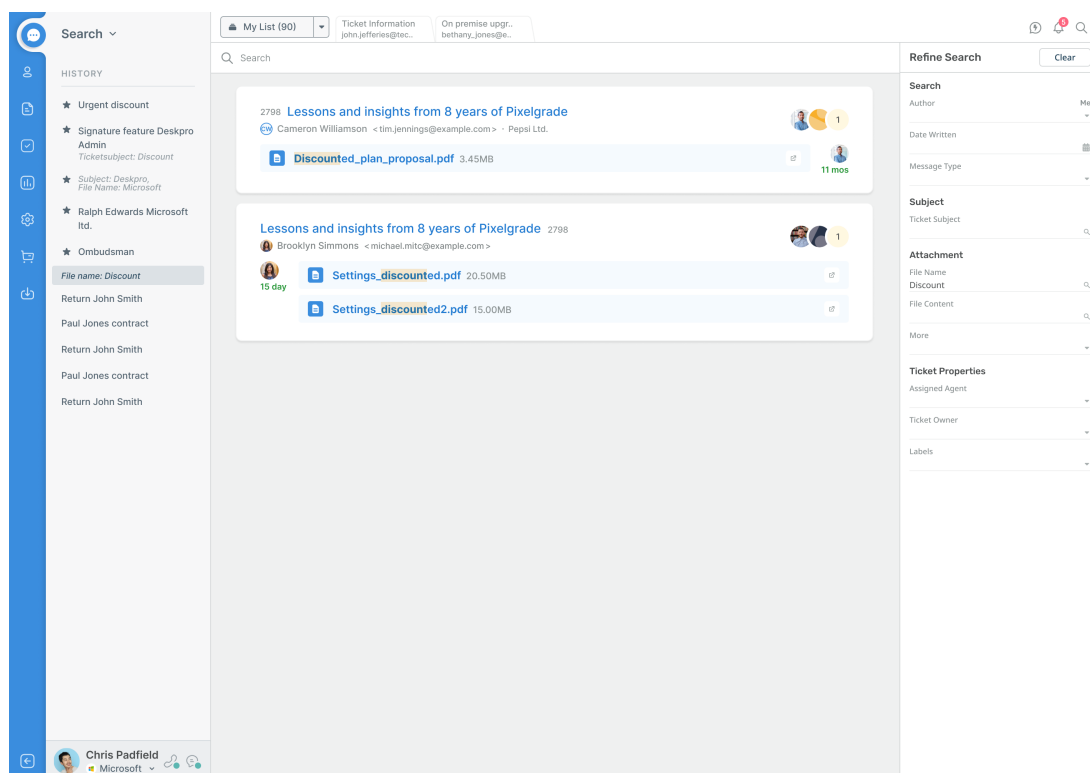 Search
HISTORY
Urgent discount
Signature feature Deskpro
Admin
Ticketsubject: Discount
Subject: Deskpro,
File Name: Microsoft
Ralph Edwards Microsoft
ltd.
Ombudsman
File name: Discount
Return John Smith
Paul Jones contract
Return John Smith
Paul Jones contract
Return John Smith
Chris Padfield
Microsoft
My List (90)
Ticket Information
john.jefferies@tec..
On premise upgr..
bethany_jones@e..
5
Search
2798 Lessons and insights from 8 years of Pixelgrade
1
CW Cameron Williamson <tim.jennings@example.com> · Pepsi Ltd.
Discounted_plan_proposal.pdf 3.45MB
11 mos
Lessons and insights from 8 years of Pixelgrade 2798
1
Brooklyn Simmons <michael.mitc@example.com>
15 day
Settings_discounted.pdf 20.50MB
Settings_discounted2.pdf 15.00MB
Refine Search
Clear
Search
Author
Me
Date Written
Message Type
Subject
Ticket Subject
Attachment
File Name
Discount
File Content
More
Ticket Properties
Assigned Agent
Ticket Owner
Labels